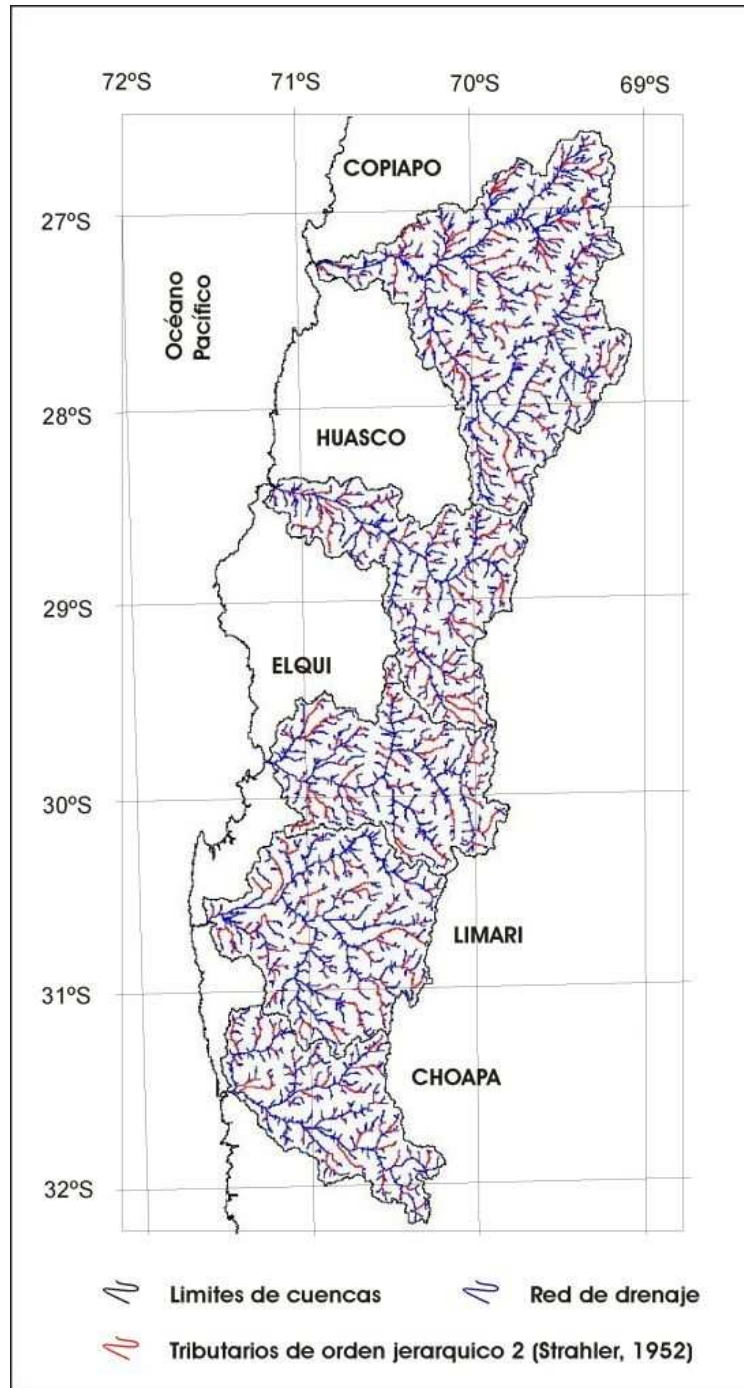 72ºS 71ºS 70ºS 69ºS
COPIAPO
27ºS
Océano
Pacífico
28ºS
HUASCO
29ºS
ELQUI
30ºS
LIMARI
31ºS
CHOAPA
32ºS
Limites de cuencas Red de drenaje
Tributarios de orden jerarquico 2 (Strahler, 1952)